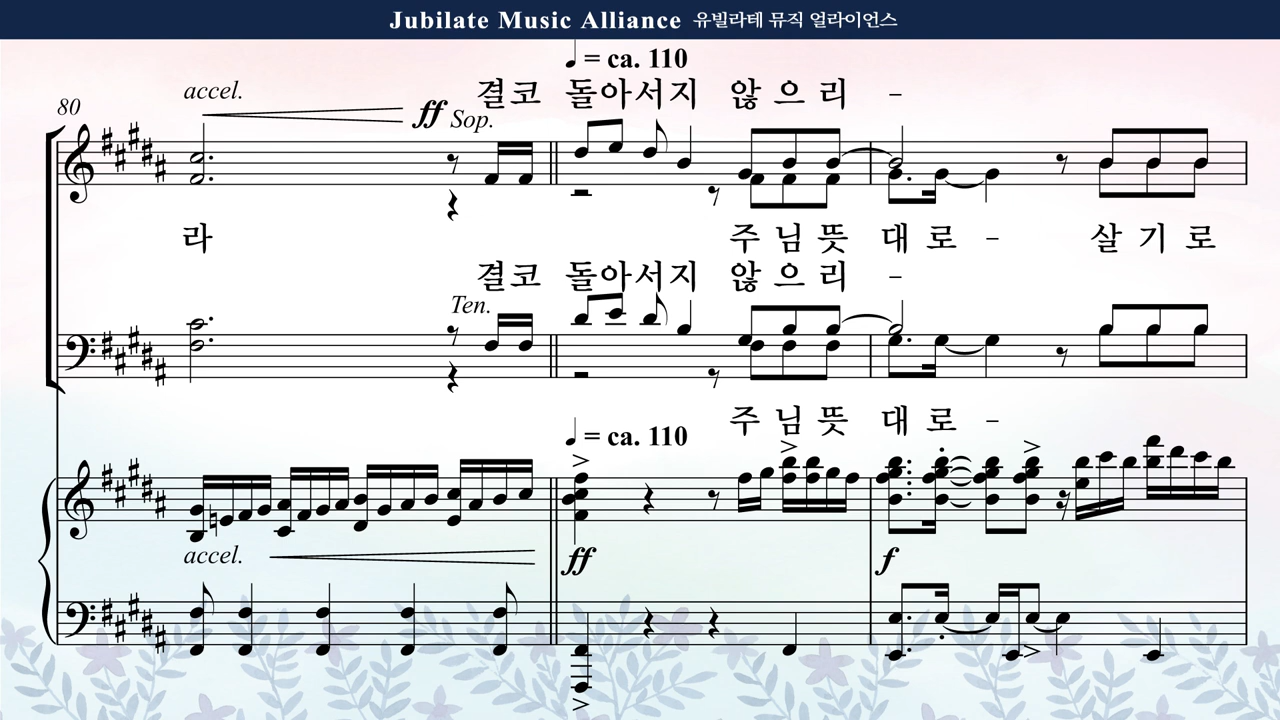 Jubilate Music Alliance 유빌라테 뮤직 얼라이언스
♩ = ca. 110
accel.
결코 돌아서지 않으리 -
80
ff Sop.
라 주님뜻 대로 - 살기로
결코 돌아서지 않으리 -
Ten.
주님뜻 대로 -
♩ = ca. 110
accel.
ff
f